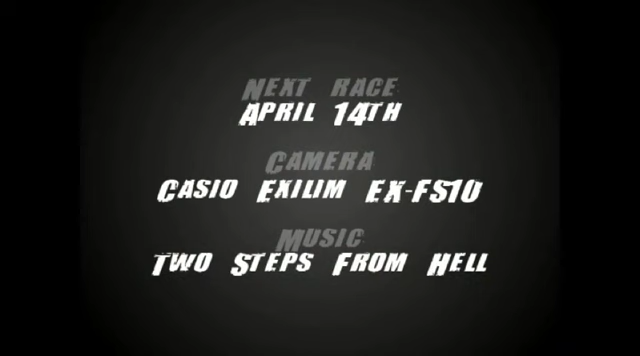 Next race
April 14th
Camera
Casio Exilim EX-FS10
Music
Two Steps From Hell